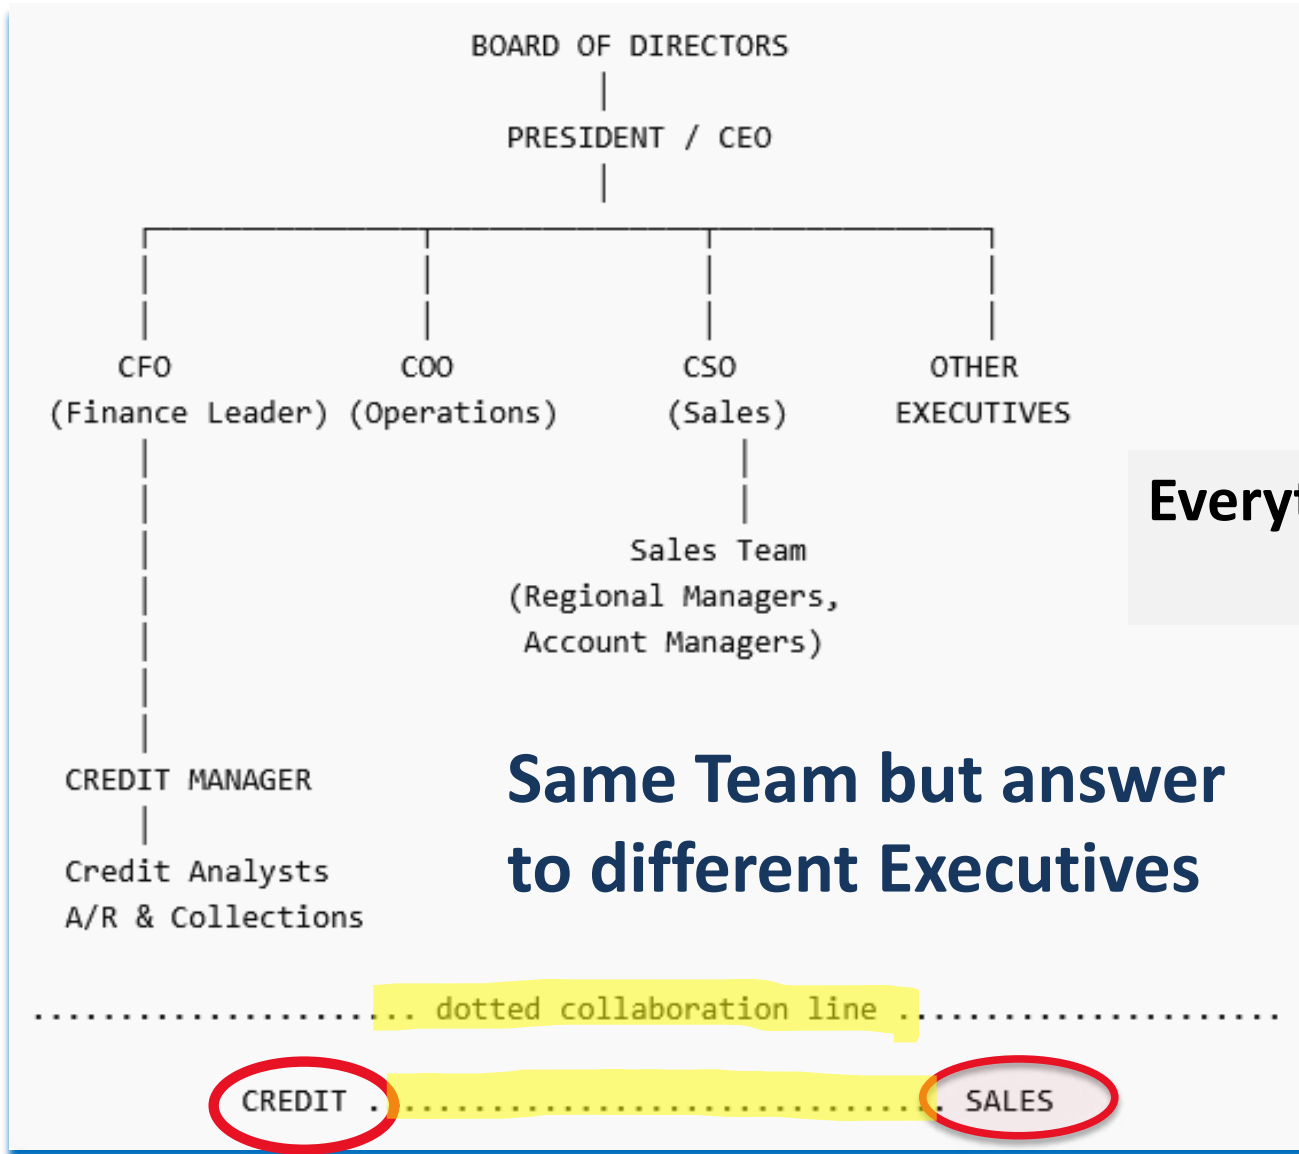 BOARD OF DIRECTORS
PRESIDENT / CEO
CFO COO CSO OTHER
(Finance Leader) (Operations) (Sales) EXECUTIVES
Sales Team
(Regional Managers,
Account Managers)
CREDIT MANAGER
Credit Analysts
A/R & Collections
Same Team but answer
to different Executives
...................... dotted collaboration line ...........................
CREDIT ....................................... SALES